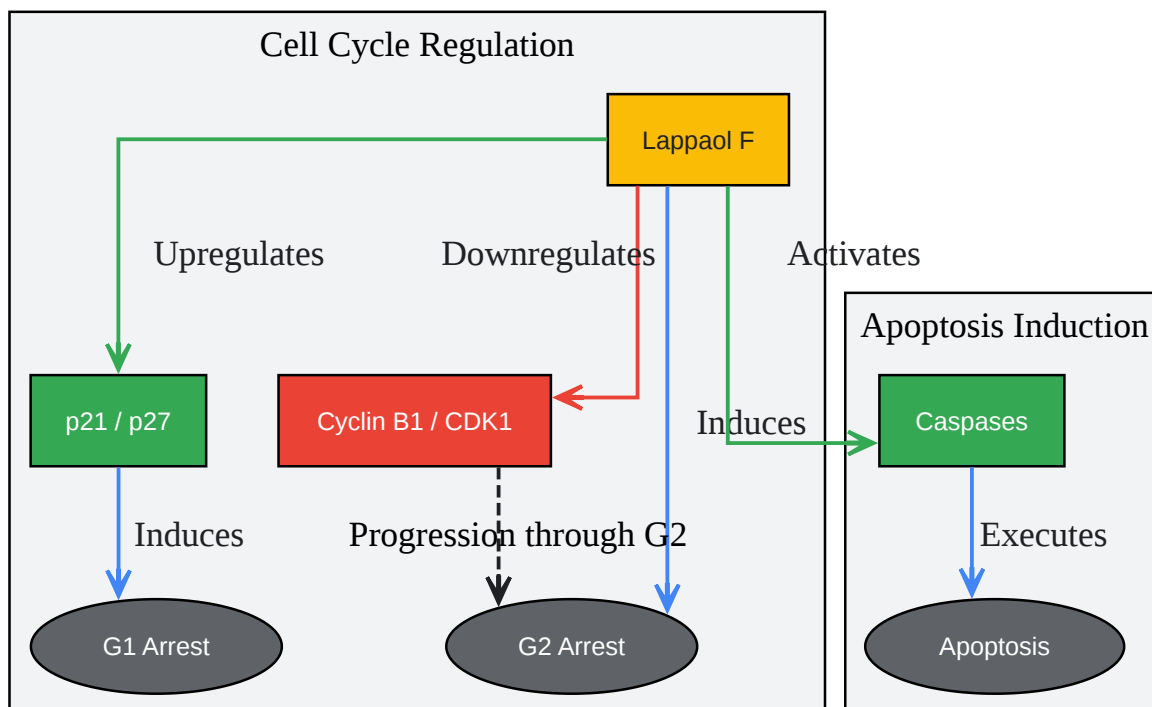 Cell Cycle Regulation
Lappaol F
Upregulates
Downregulates
Activates
Apoptosis Induction
p21 / p27
Cyclin B1 / CDK1
Induces
Caspases
Induces
Progression through G2
Executes
G1 Arrest
G2 Arrest
Apoptosis